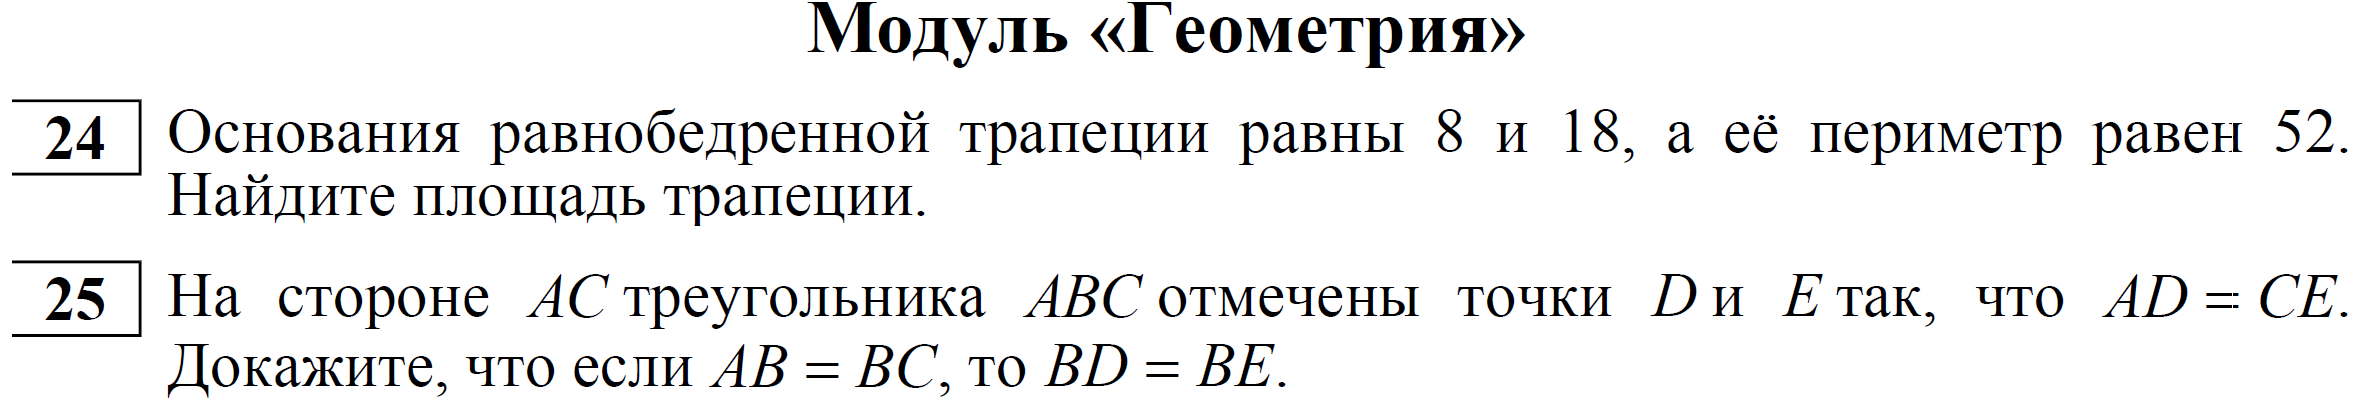 Модуль «Геометрия»
24 Основания равнобедренной трапеции равны 8 и 18, а её периметр равен 52.
Найдите площадь трапеции.
25 На стороне AC треугольника ABC отмечены точки D и E так, что AD = CE.
Докажите, что если AB = BC, то BD = BE.